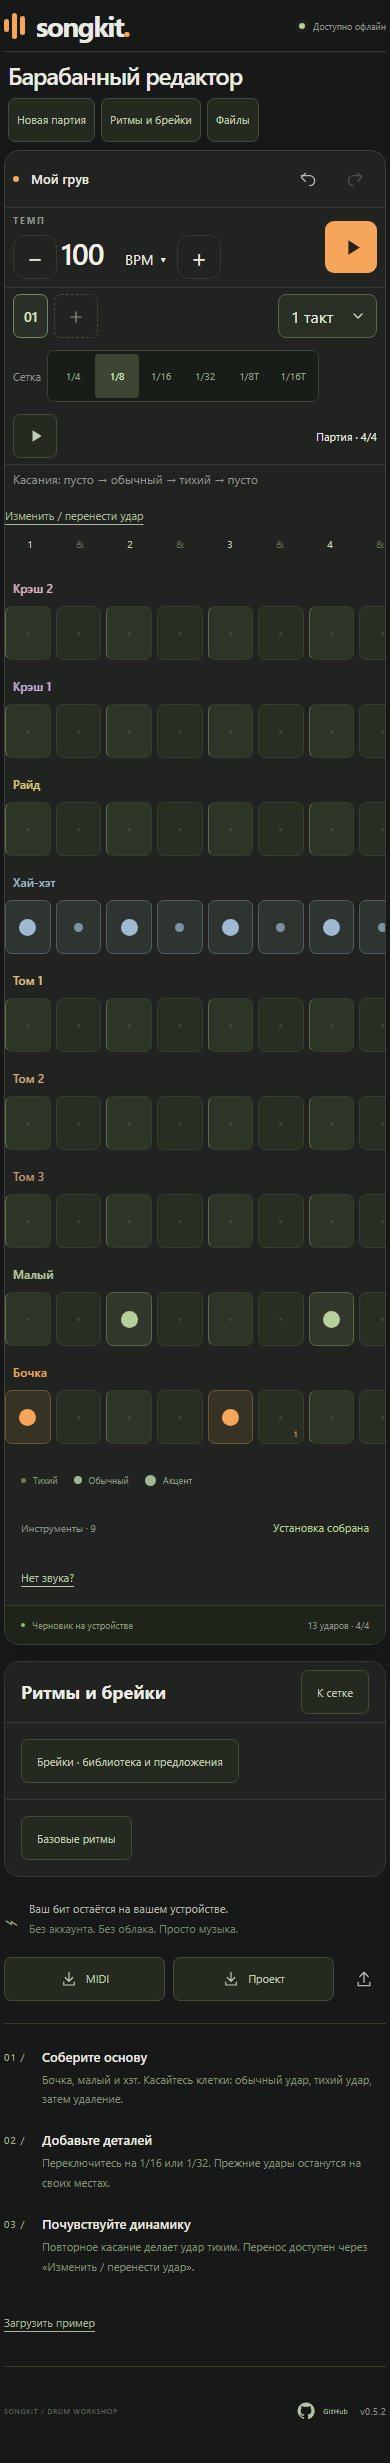 songkit.
Доступно офлайн
Барабанный редактор
Новая партия
Ритмы и брейки
Файлы
Мой грув
ТЕМП
− 100 BPM ▾ +
01 +
1 такт
Сетка 1/4 1/8 1/16 1/32 1/8T 1/16T
Партия · 4/4
Касания: пусто → обычный → тихий → пусто
Изменить / перенести удар
1 & 2 & 3 & 4 &
Крэш 2
Крэш 1
Райд
Хай-хэт
Том 1
Том 2
Том 3
Малый
Бочка
1
Тихий Обычный Акцент
Инструменты · 9
Установка собрана
Нет звука?
Черновик на устройстве
13 ударов · 4/4
Ритмы и брейки
К сетке
Брейки · библиотека и предложения
Базовые ритмы
Ваш бит остаётся на вашем устройстве.
Без аккаунта. Без облака. Просто музыка.
MIDI
Проект
01 / Соберите основу
Бочка, малый и хэт. Касайтесь клетки: обычный удар, тихий удар,
затем удаление.
02 / Добавьте деталей
Переключитесь на 1/16 или 1/32. Прежние удары останутся на
своих местах.
03 / Почувствуйте динамику
Повторное касание делает удар тихим. Перенос доступен через
«Изменить / перенести удар».
Загрузить пример
SONGKIT / DRUM WORKSHOP
GitHub
v0.5.2